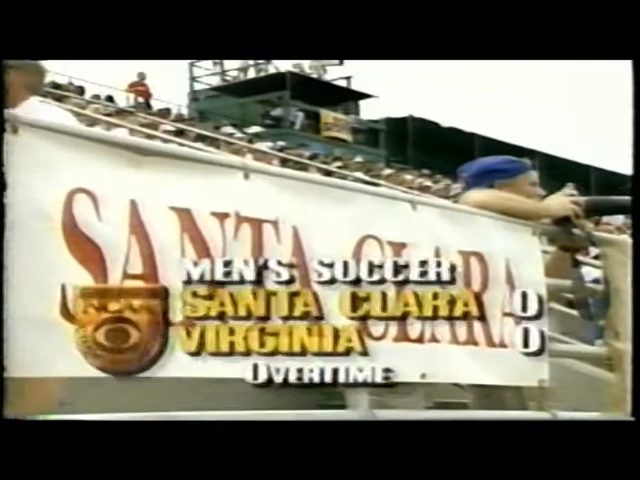 SANTA CLARA
MEN'S SOCCER
SANTA CLARA 0
VIRGINIA 0
OVERTIME